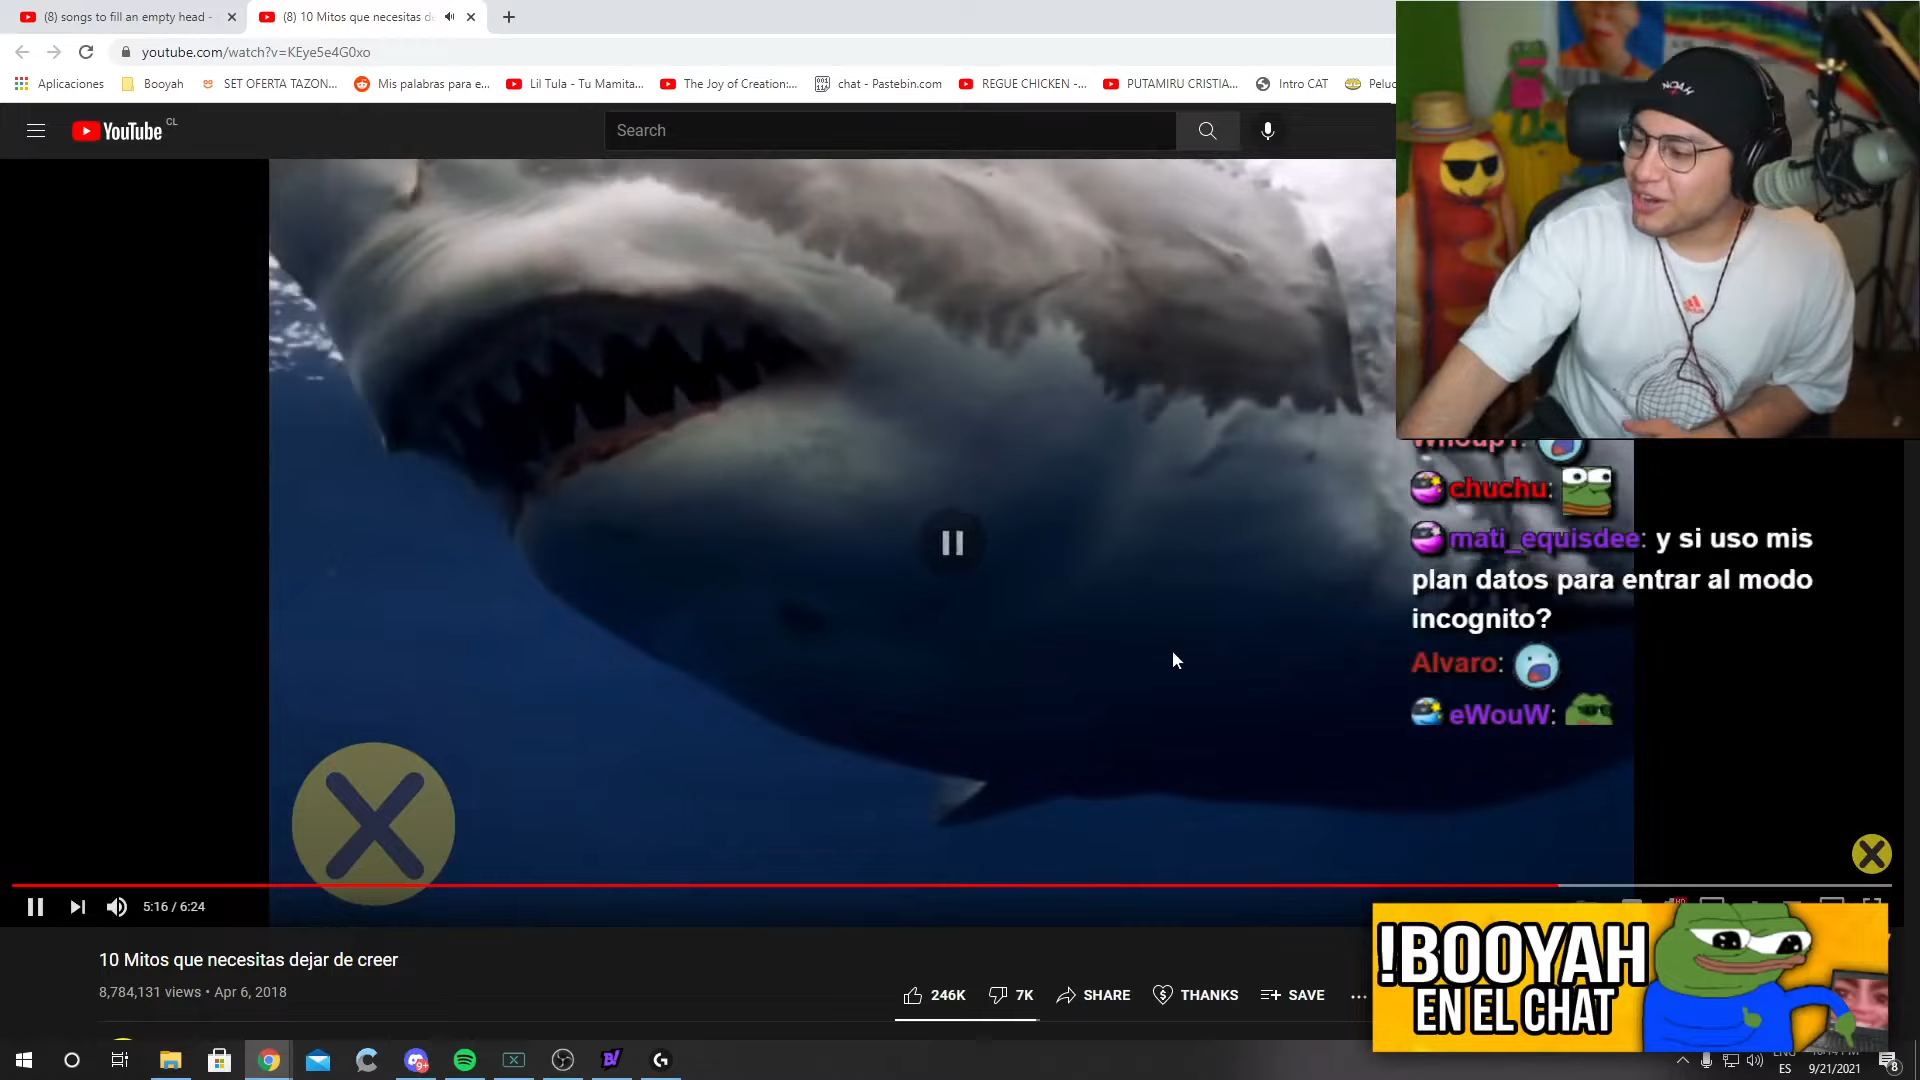 (8) songs to fill an empty head -
(8) 10 Mitos que necesitas de
youtube.com/watch?v=KEye5e4G0xo
Aplicaciones
Booyah
SET OFERTA TAZON...
Mis palabras para e...
Lil Tula - Tu Mamita...
The Joy of Creation:...
chat - Pastebin.com
REGUE CHICKEN -...
PUTAMIRU CRISTIA...
Intro CAT
Peluc
YouTube CL
Search
NOAH
chuchu:
mati_equisdee: y si uso mis
plan datos para entrar al modo
incognito?
Alvaro:
eWouW:
5:16 / 6:24
10 Mitos que necesitas dejar de creer
8,784,131 views • Apr 6, 2018
246K
7K
SHARE
THANKS
SAVE
!BOOYAH
EN EL CHAT
ES
9/21/2021
8